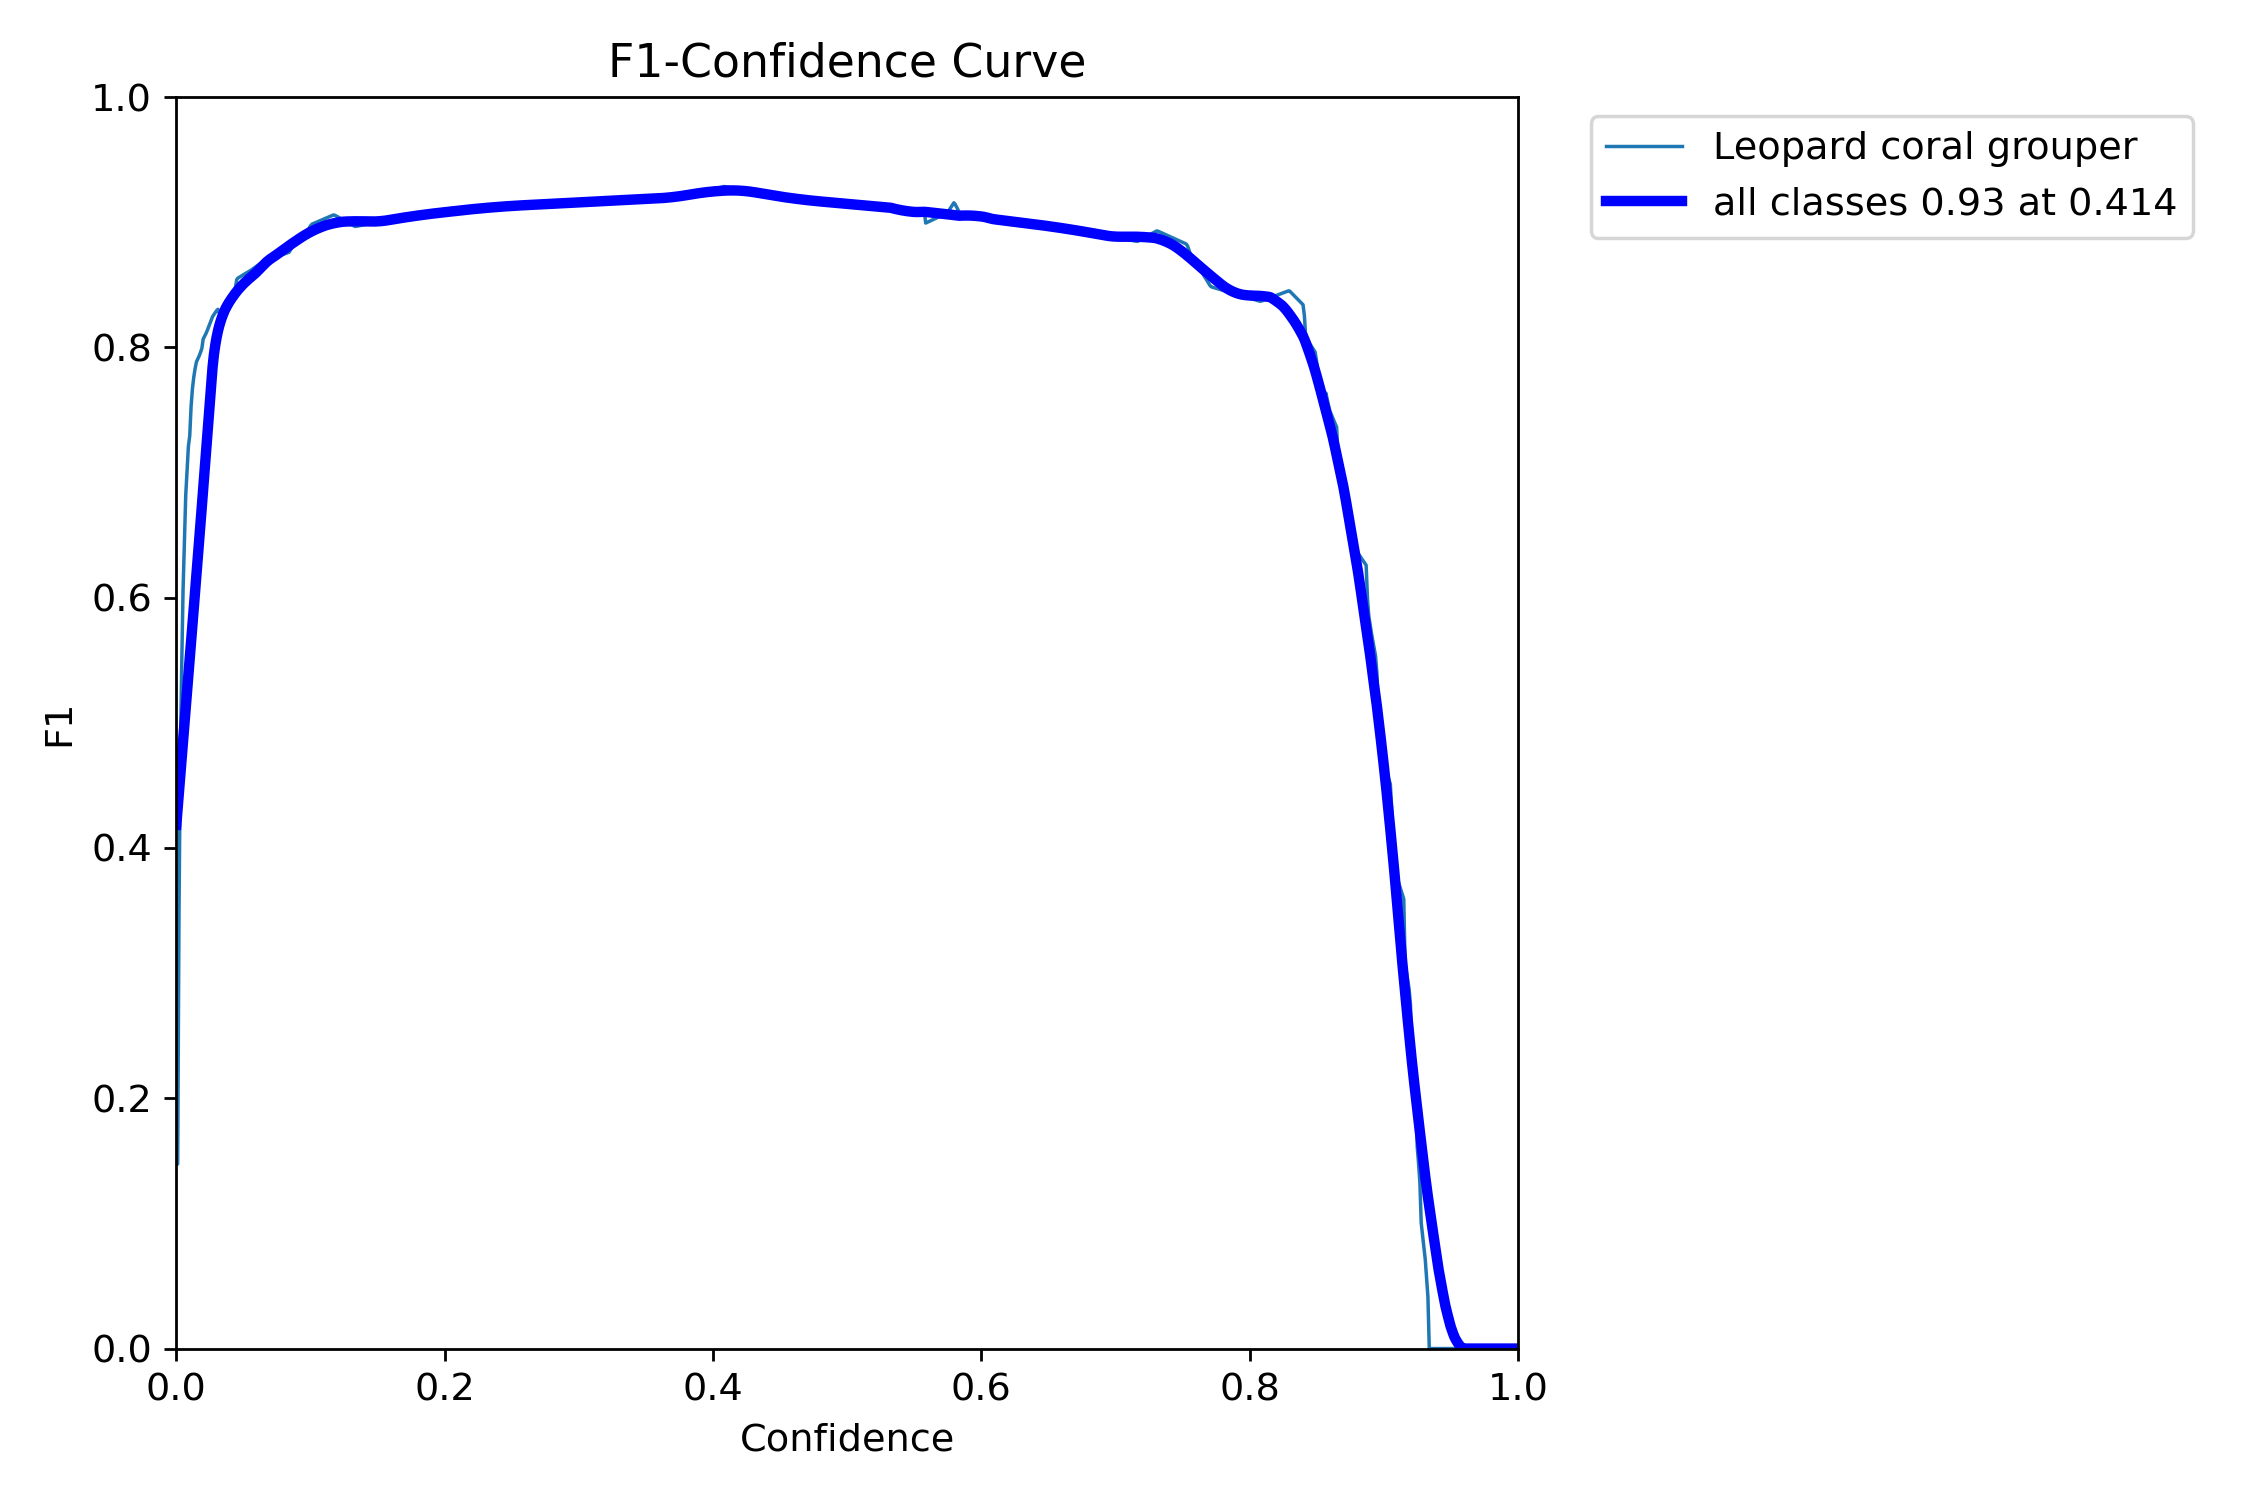 F1-Confidence Curve
1.0
0.8
0.6
0.4
0.2
0.0
F1
0.0 0.2 0.4 0.6 0.8 1.0
Confidence
Leopard coral grouper
all classes 0.93 at 0.414